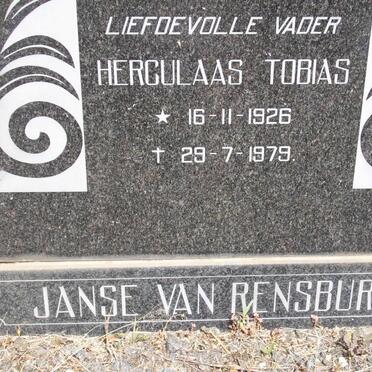 LIEFDEVOLLE VADER
HERCULAAS TOBIAS
★ 16-11-1926
† 29-7-1979.
JANSE VAN RENSBUR